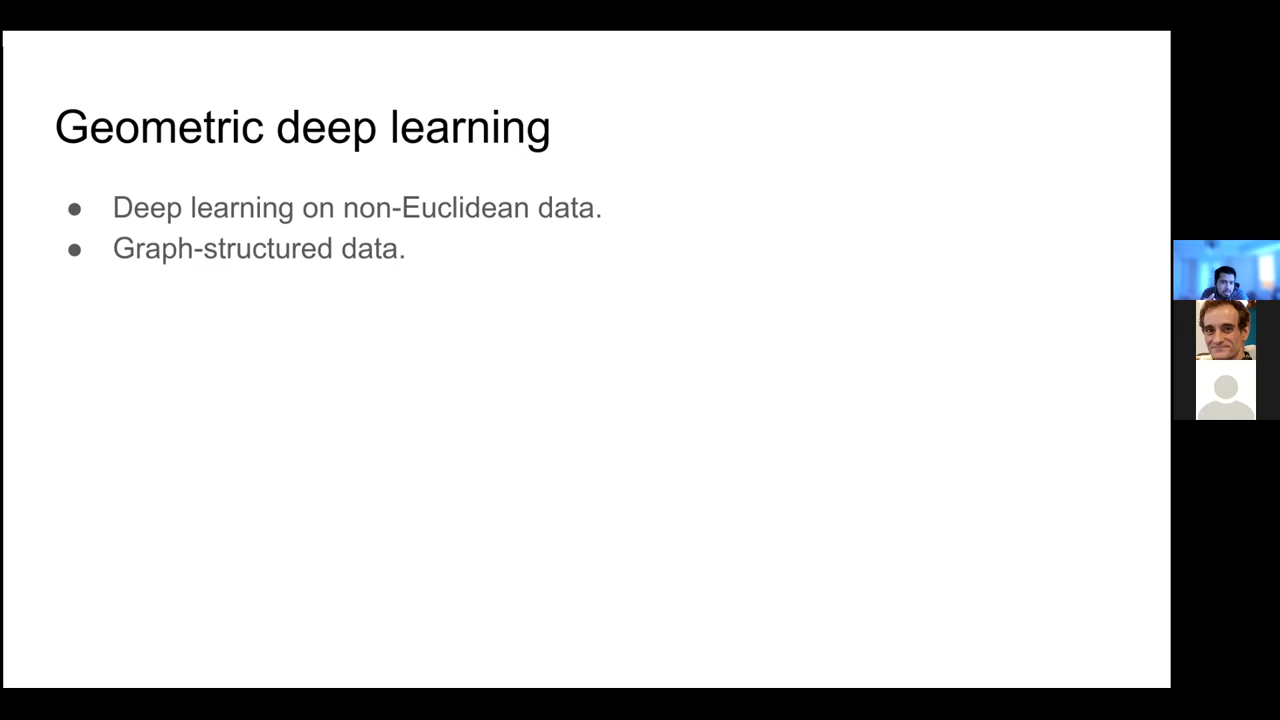 Geometric deep learning
● Deep learning on non-Euclidean data.
● Graph-structured data.